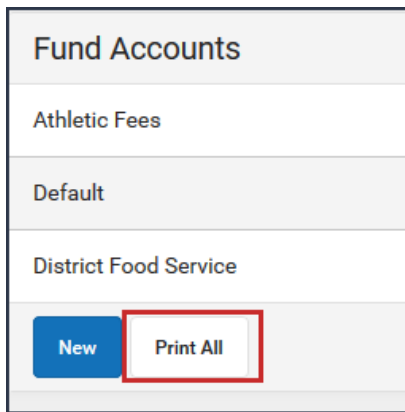 Fund Accounts
Athletic Fees
Default
District Food Service
New Print All